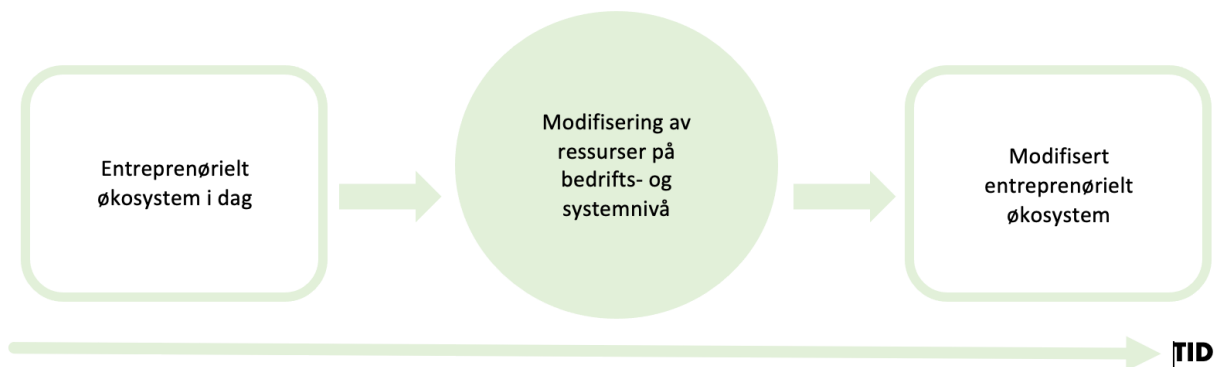 Entreprenørielt
økosystem i dag
Modifisering av
ressurser på
bedrifts- og
systemnivå
Modifisert
entreprenørielt
økosystem
TID